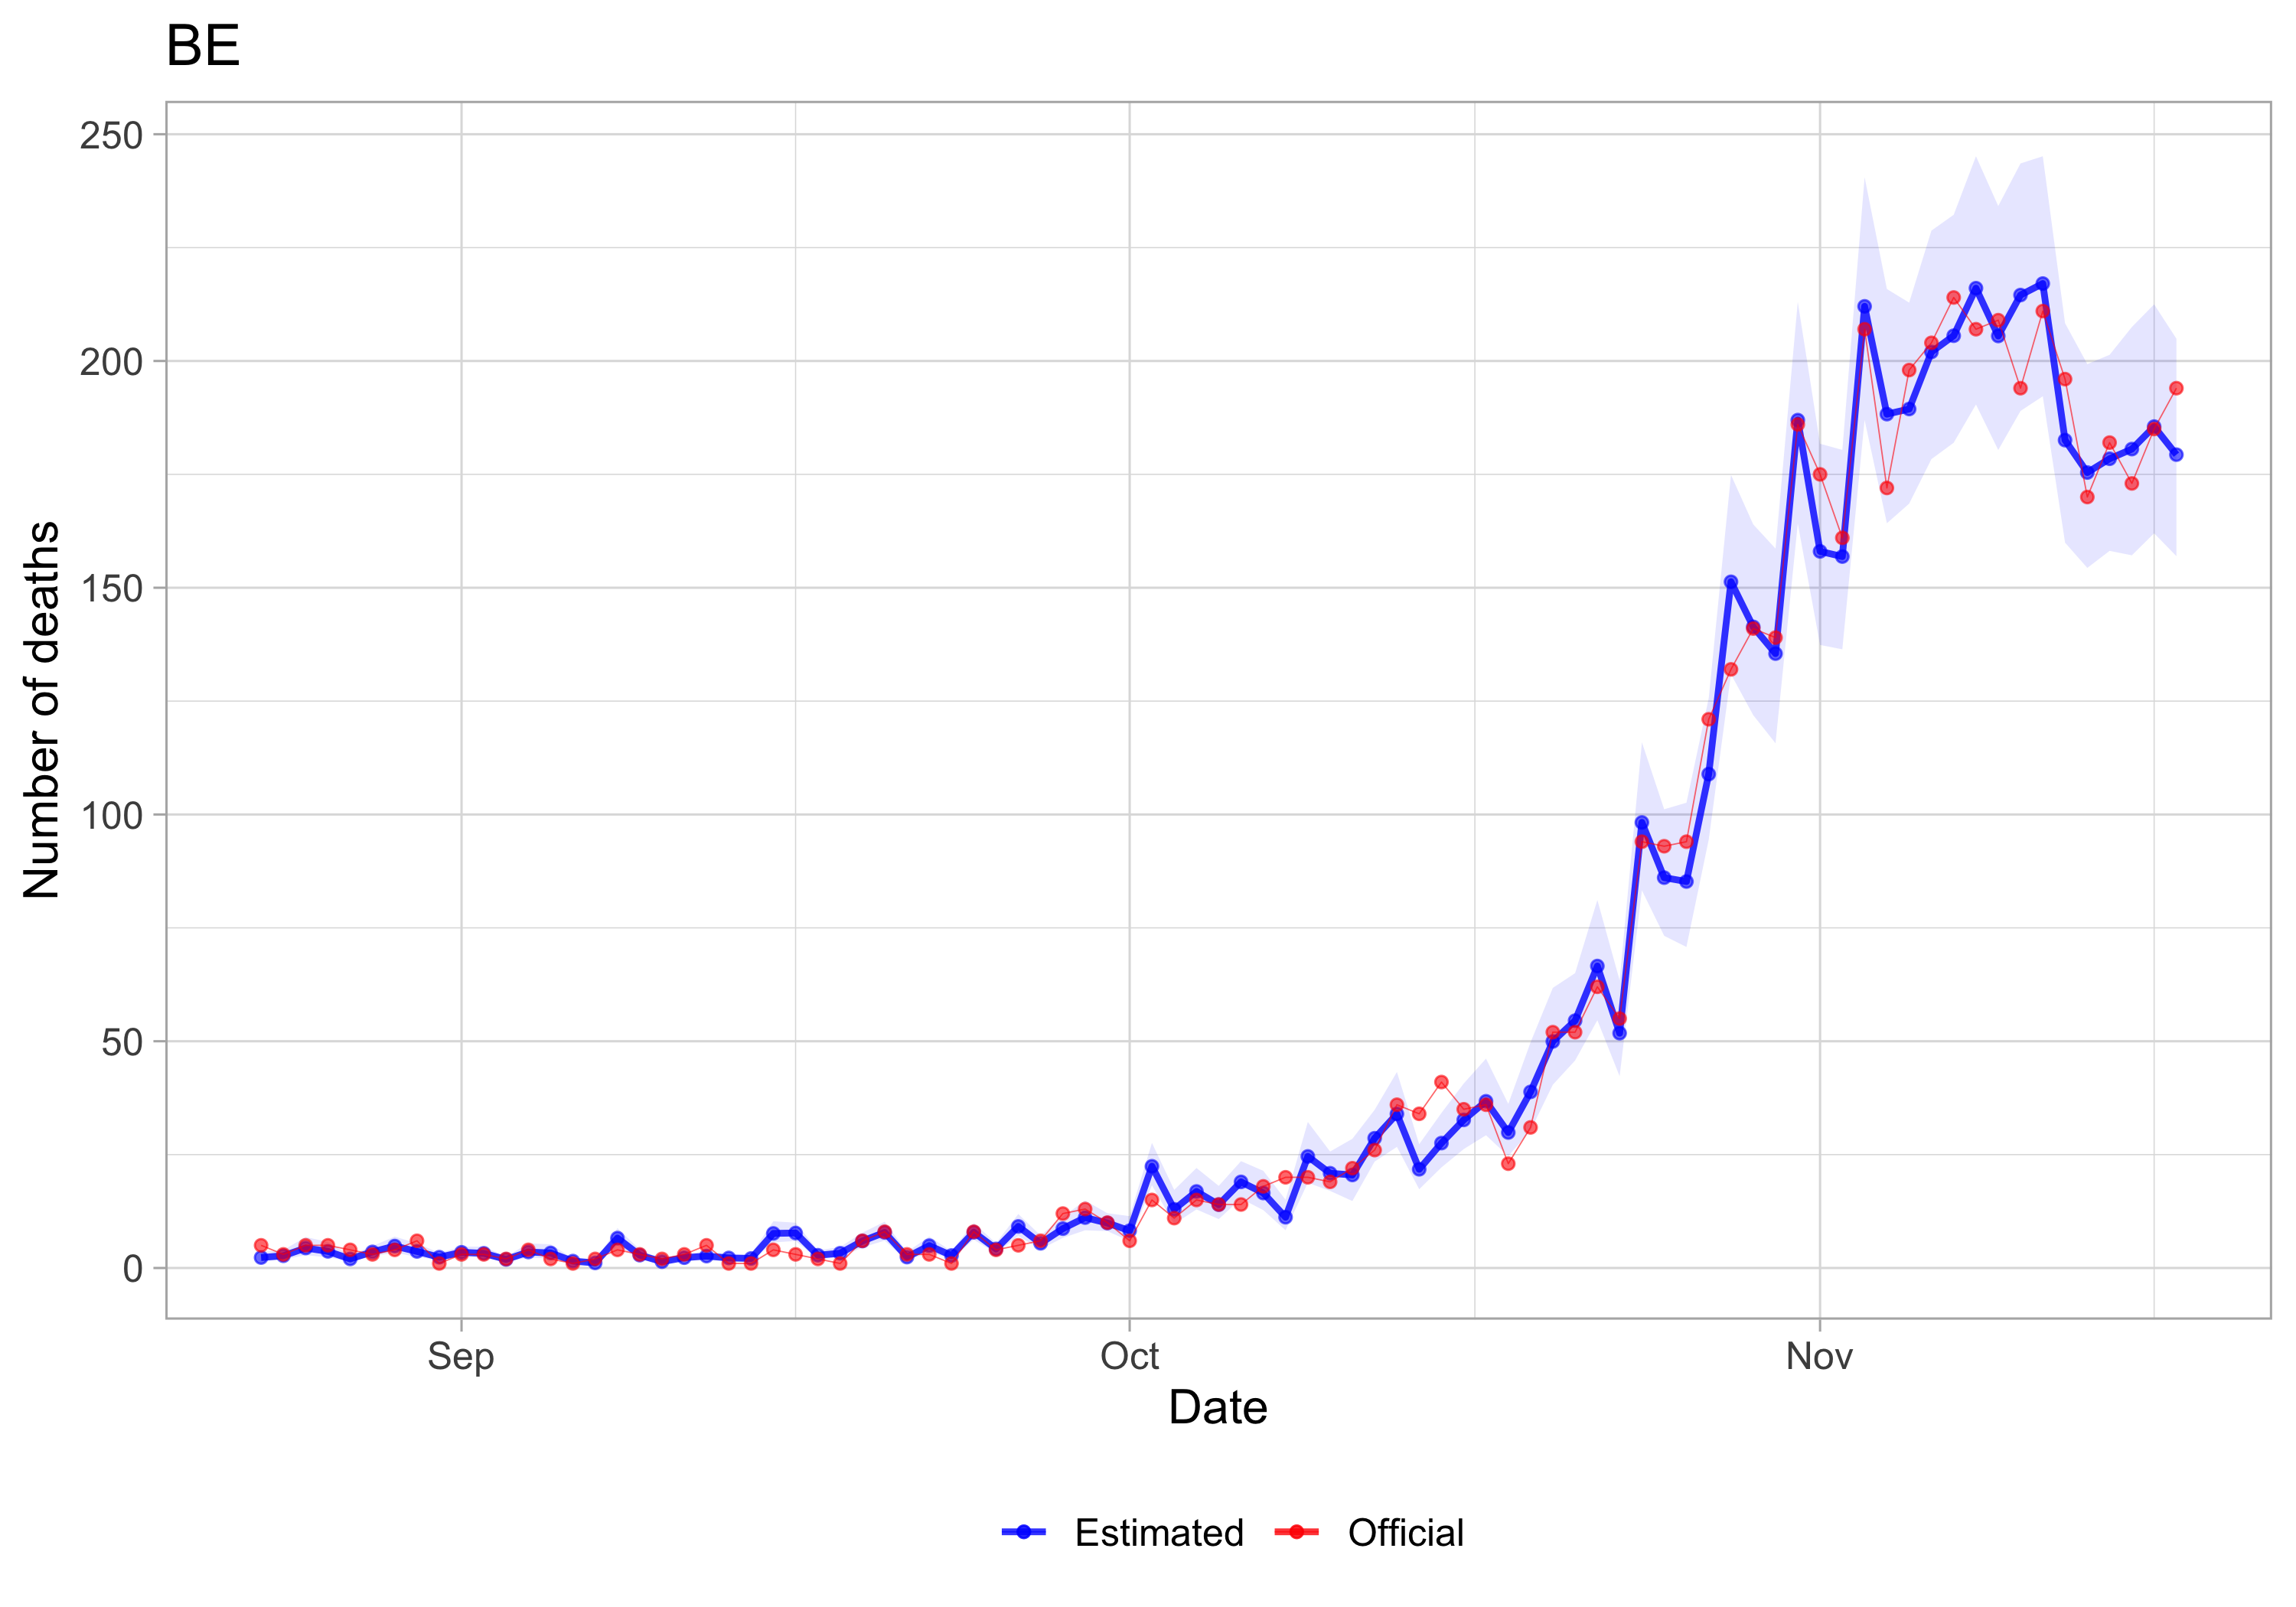 BE
250
200
150
100
50
0
Number of deaths
Sep Oct Nov
Date
Estimated Official